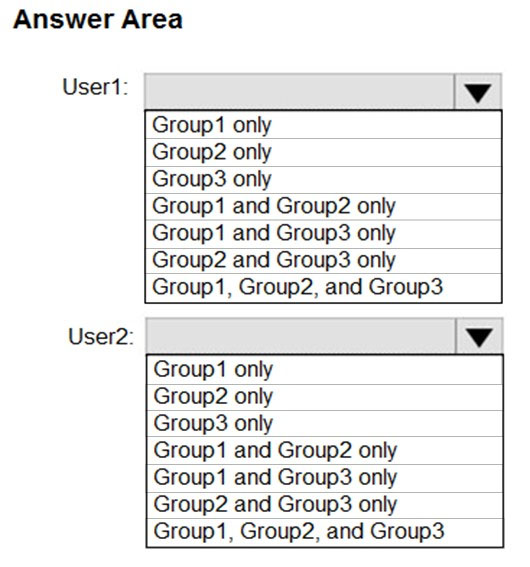 Answer Area
User1:
Group1 only
Group2 only
Group3 only
Group1 and Group2 only
Group1 and Group3 only
Group2 and Group3 only
Group1, Group2, and Group3
User2:
Group1 only
Group2 only
Group3 only
Group1 and Group2 only
Group1 and Group3 only
Group2 and Group3 only
Group1, Group2, and Group3